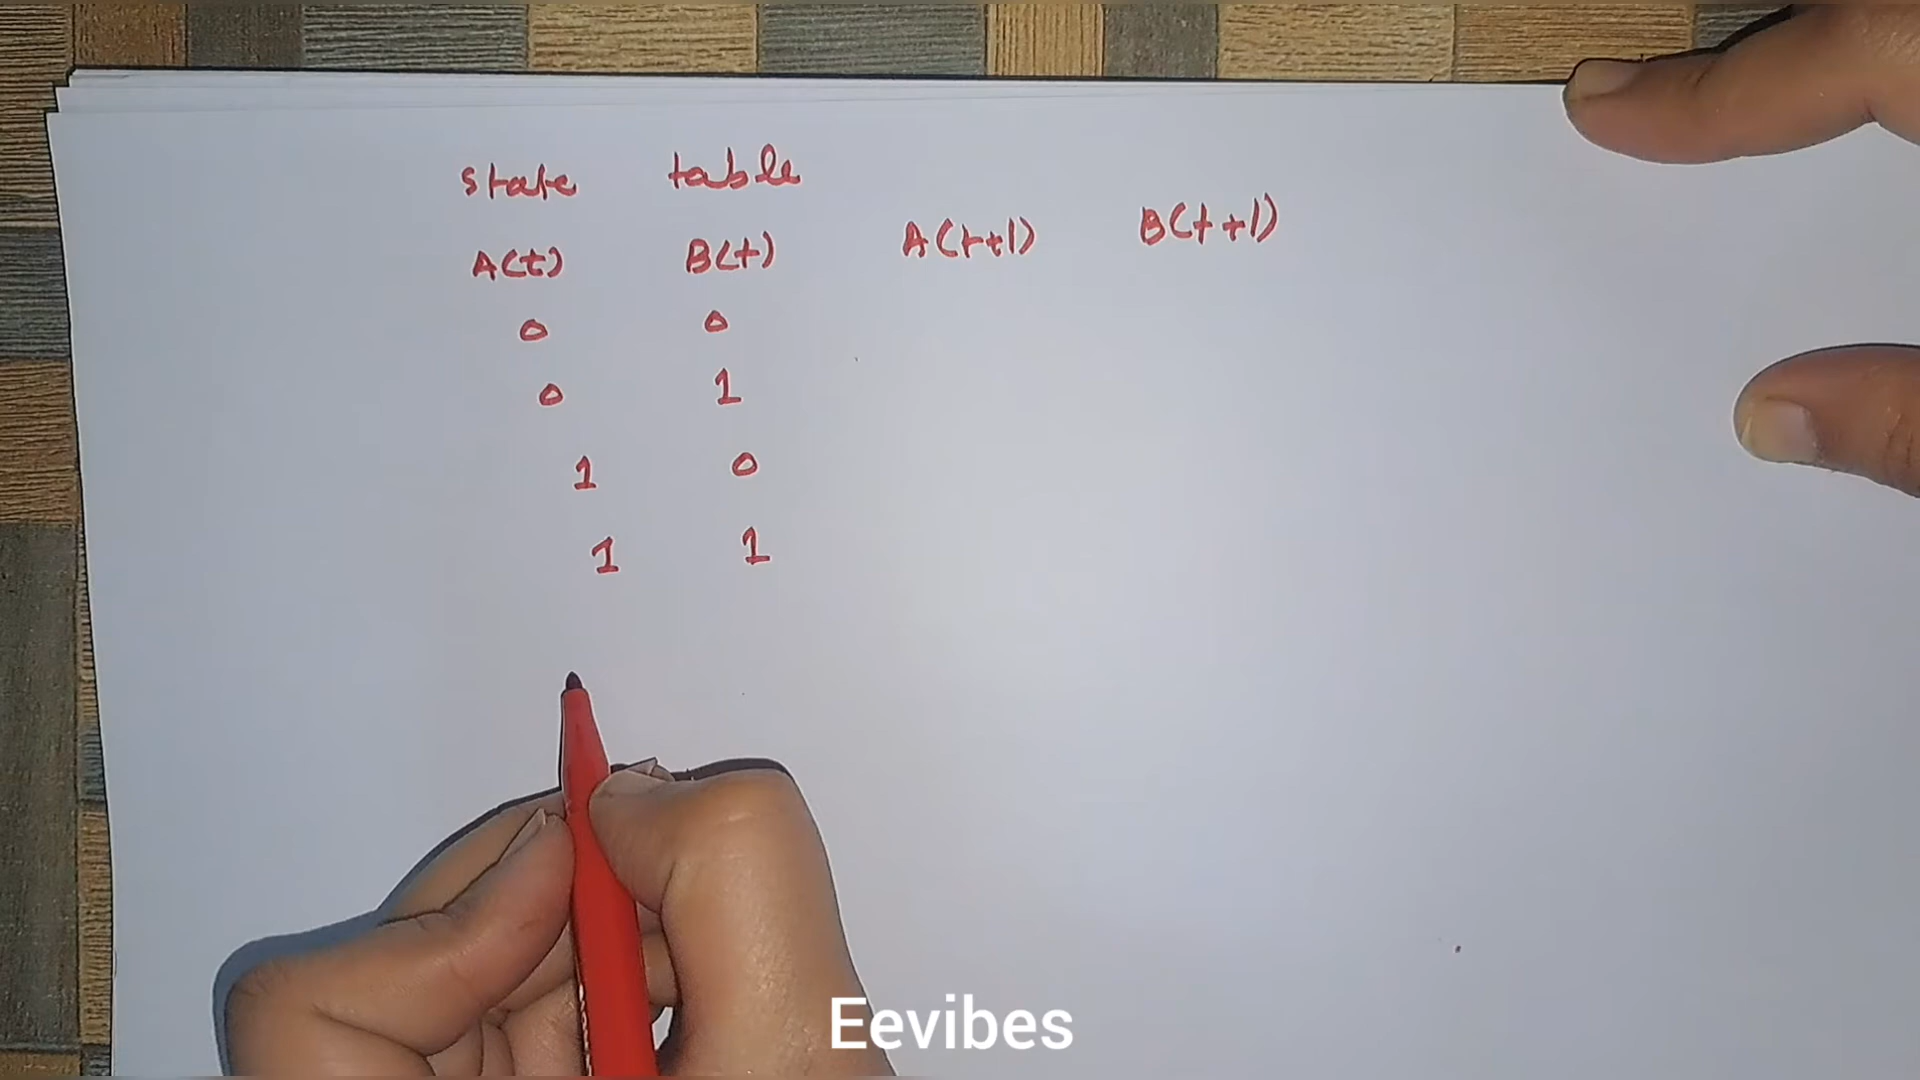 State table
A(t) B(t) A(t+1) B(t+1)
0 0
0 1
1 0
1 1
Eevibes